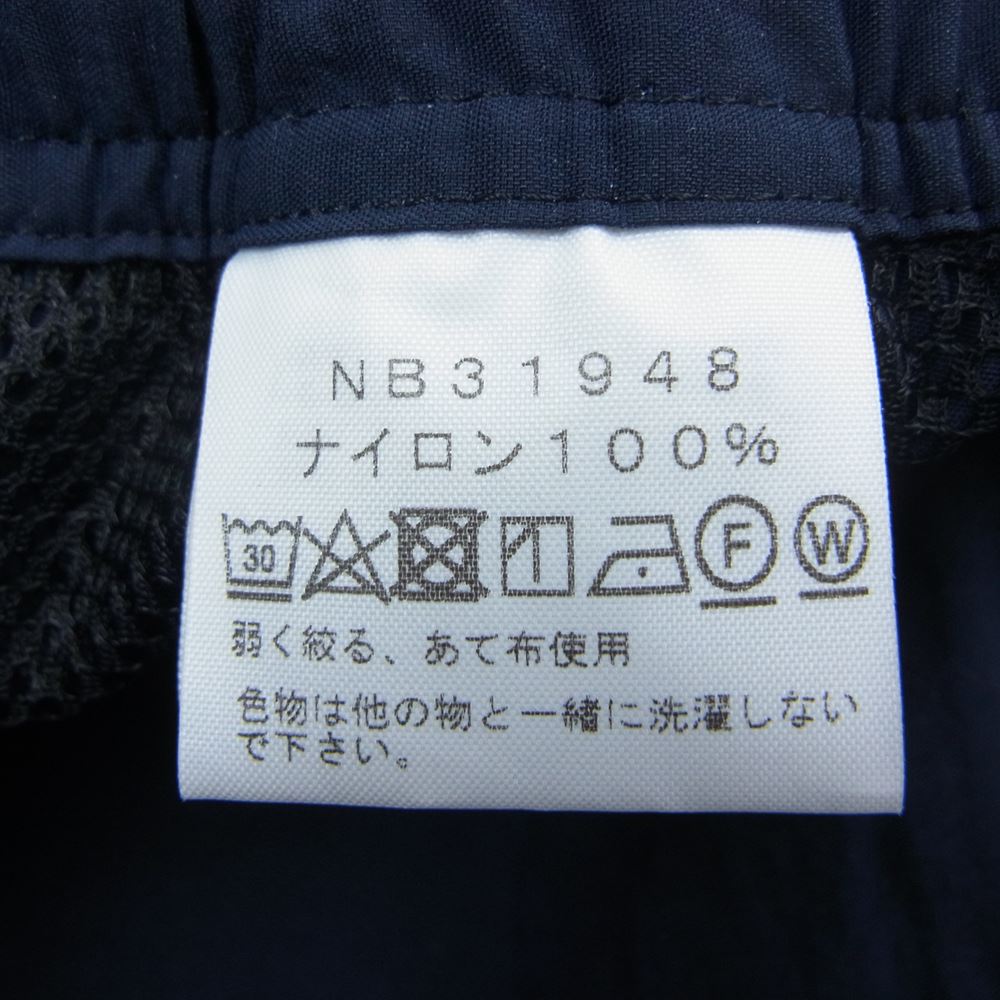 NB31948
ナイロン100%
30 F W
弱く絞る、あて布使用
色物は他の物と一緒に洗濯しない
で下さい。